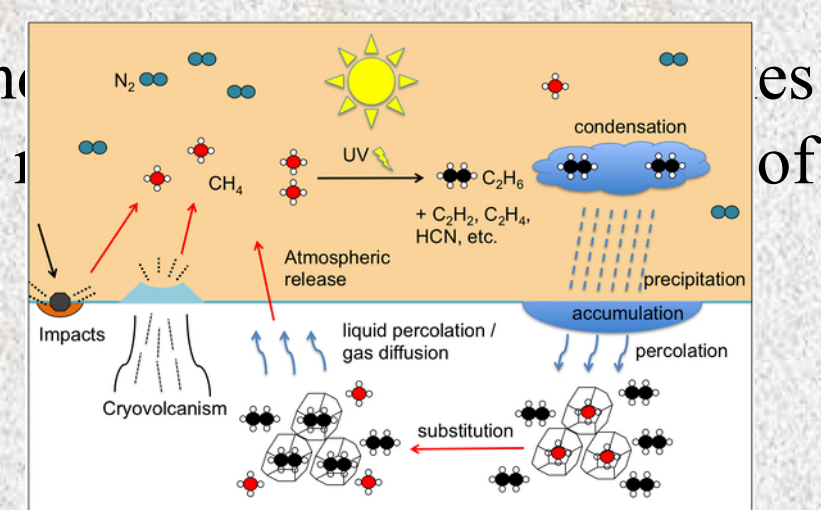 N2
condensation
UV
CH4
C2H6
+ C2H2, C2H4,
HCN, etc.
of
Atmospheric
release
precipitation
accumulation
Impacts
liquid percolation /
gas diffusion
percolation
Cryovolcanism
substitution